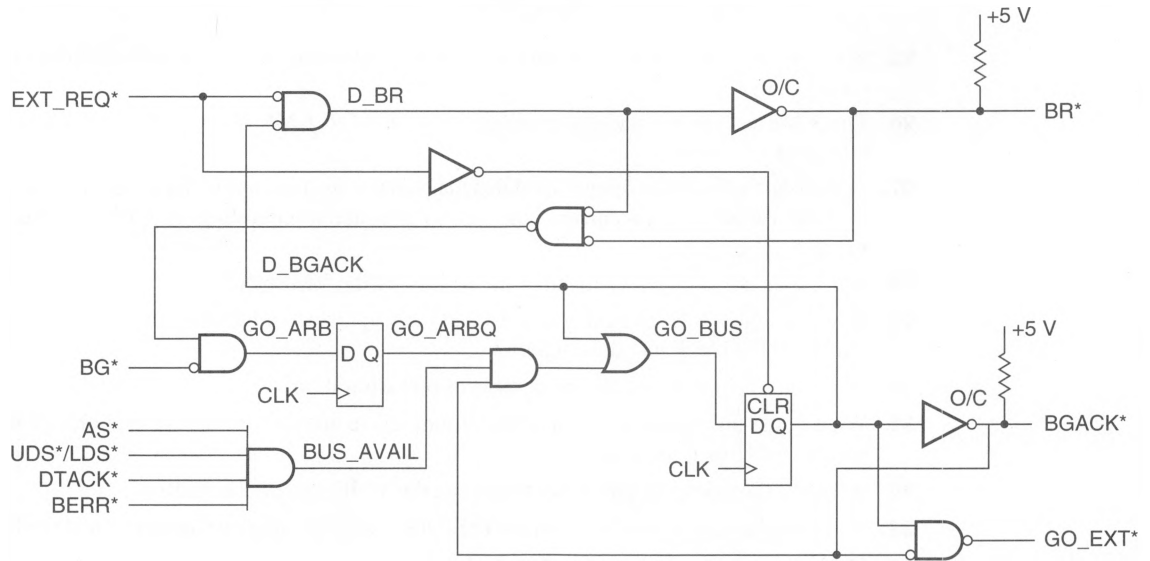 +5 V
O/C
EXT_REQ*
D_BR
BR*
D_BGACK
GO_ARB
GO_ARBQ
GO_BUS
+5 V
D Q
BG*
CLK
O/C
CLR
D Q
BGACK*
AS*
UDS*/LDS*
BUS_AVAIL
DTACK*
CLK
BERR*
GO_EXT*